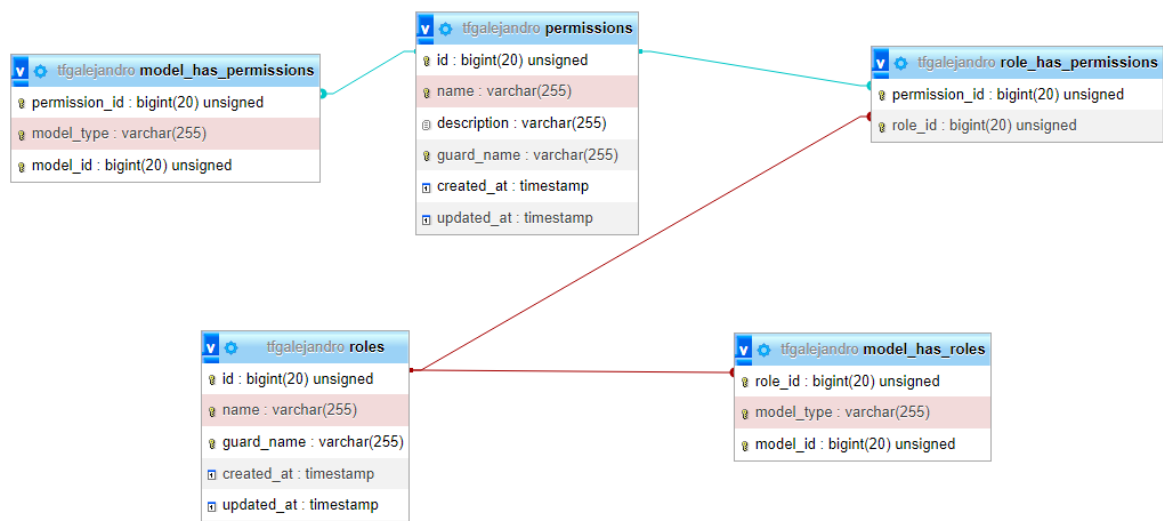 v tfgalejandro permissions
id : bigint(20) unsigned
name : varchar(255)
description : varchar(255)
guard_name : varchar(255)
created_at : timestamp
updated_at : timestamp
v tfgalejandro model_has_permissions
permission_id : bigint(20) unsigned
model_type : varchar(255)
model_id : bigint(20) unsigned
v tfgalejandro role_has_permissions
permission_id : bigint(20) unsigned
role_id : bigint(20) unsigned
v tfgalejandro roles
id : bigint(20) unsigned
name : varchar(255)
guard_name : varchar(255)
created_at : timestamp
updated_at : timestamp
v tfgalejandro model_has_roles
role_id : bigint(20) unsigned
model_type : varchar(255)
model_id : bigint(20) unsigned